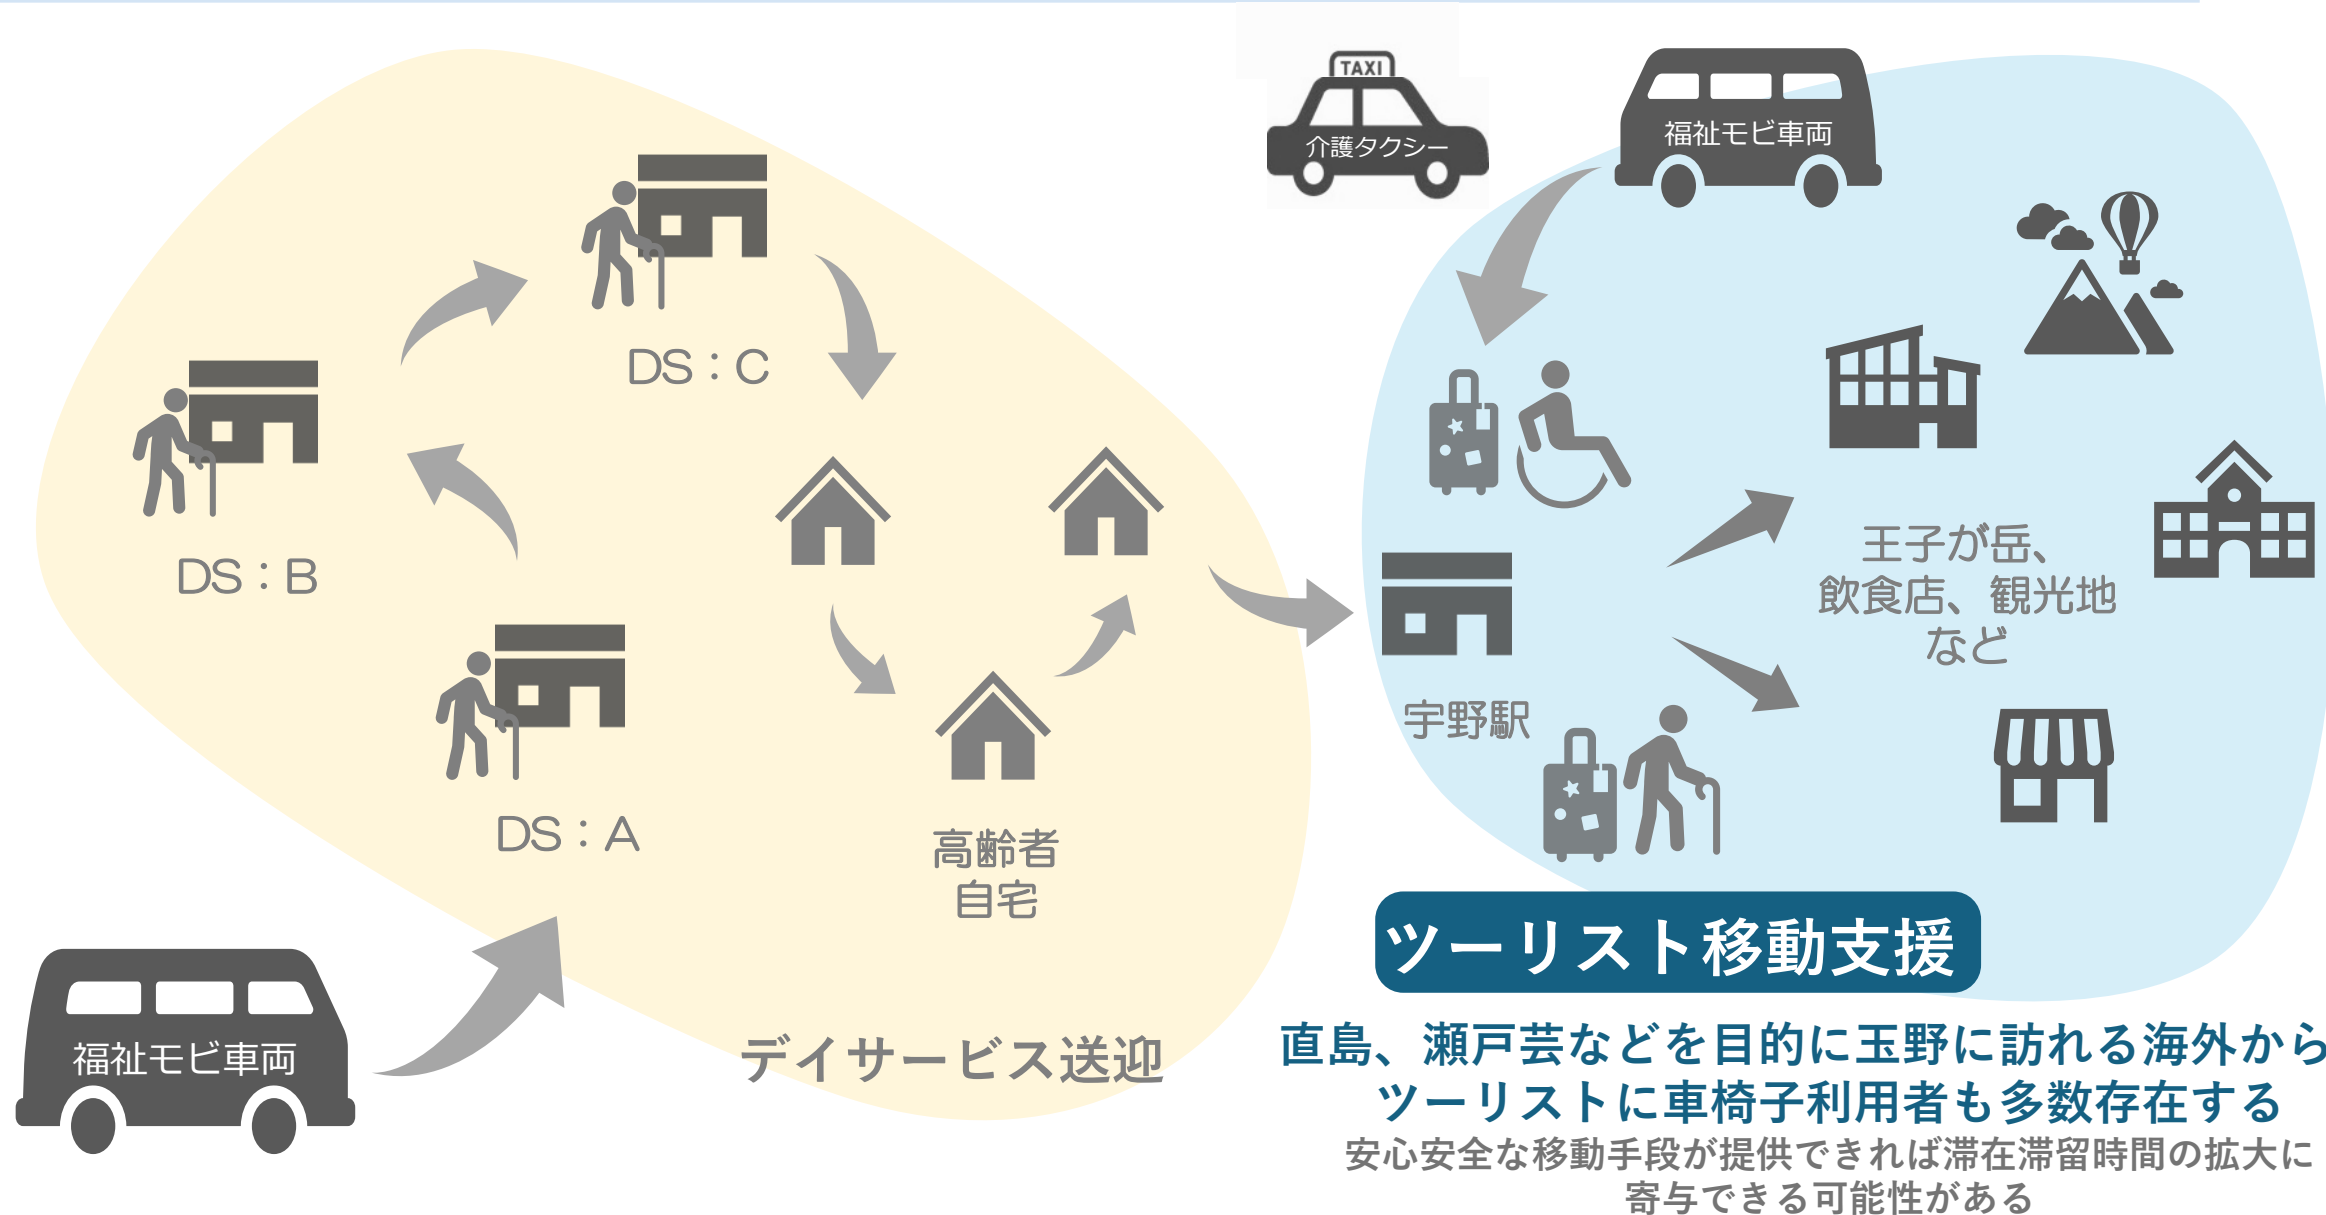 TAXI
介護タクシー
福祉モビ車両
DS：C
DS：B
DS：A
高齢者
自宅
デイサービス送迎
福祉モビ車両
王子が岳、
飲食店、観光地
など
宇野駅
ツーリスト移動支援
直島、瀬戸芸などを目的に玉野に訪れる海外から
ツーリストに車椅子利用者も多数存在する
安心安全な移動手段が提供できれば滞在滞留時間の拡大に
寄与できる可能性がある